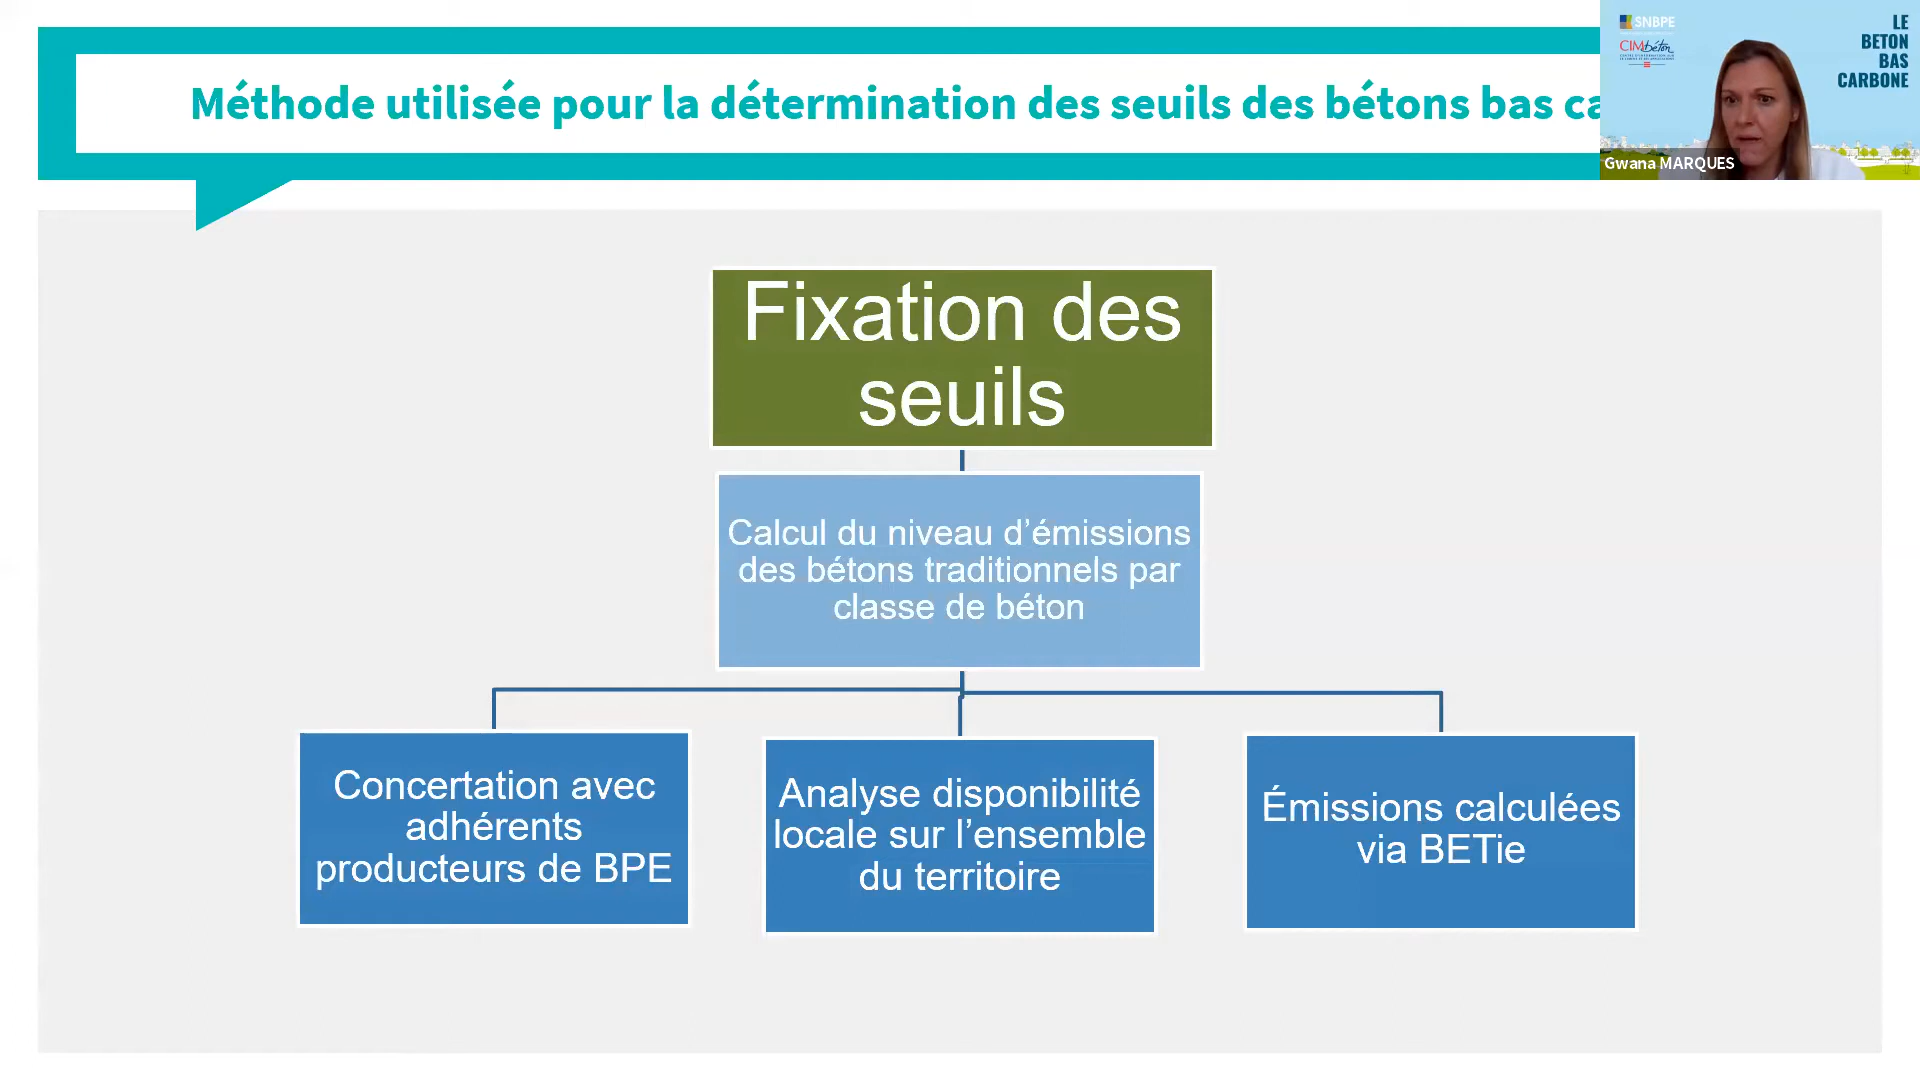 Méthode utilisée pour la détermination des seuils des bétons bas ca
SNBPE
CIMbéton
LE
BETON
BAS
CARBONE
Gwana MARQUES
Fixation des
seuils
Calcul du niveau d’émissions
des bétons traditionnels par
classe de béton
Concertation avec
adhérents
producteurs de BPE
Analyse disponibilité
locale sur l’ensemble
du territoire
Émissions calculées
via BETie